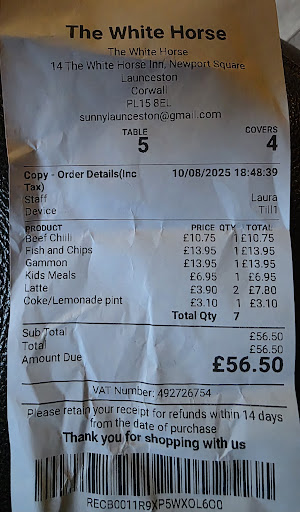 The White Horse
The White Horse
14 The White Horse Inn, Newport Square
Launceston
Corwall
PL15 8EL
sunnylaunceston@gmail.com
TABLE COVERS
5 4
Copy - Order Details(Inc 10/08/2025 18:48:39
Tax)
Staff Laura
Device Till1
PRODUCT PRICE QTY TOTAL
Beef Chilli £10.75 1 £10.75
Fish and Chips £13.95 1 £13.95
Gammon £13.95 1 £13.95
Kids Meals £6.95 1 £6.95
Latte £3.90 2 £7.80
Coke/Lemonade pint £3.10 1 £3.10
Total Qty 7
Sub Total £56.50
Total £56.50
Amount Due £56.50
VAT Number: 492726754
Please retain your receipt for refunds within 14 days
from the date of purchase
Thank you for shopping with us
RECB0011R9XP5WXOL600